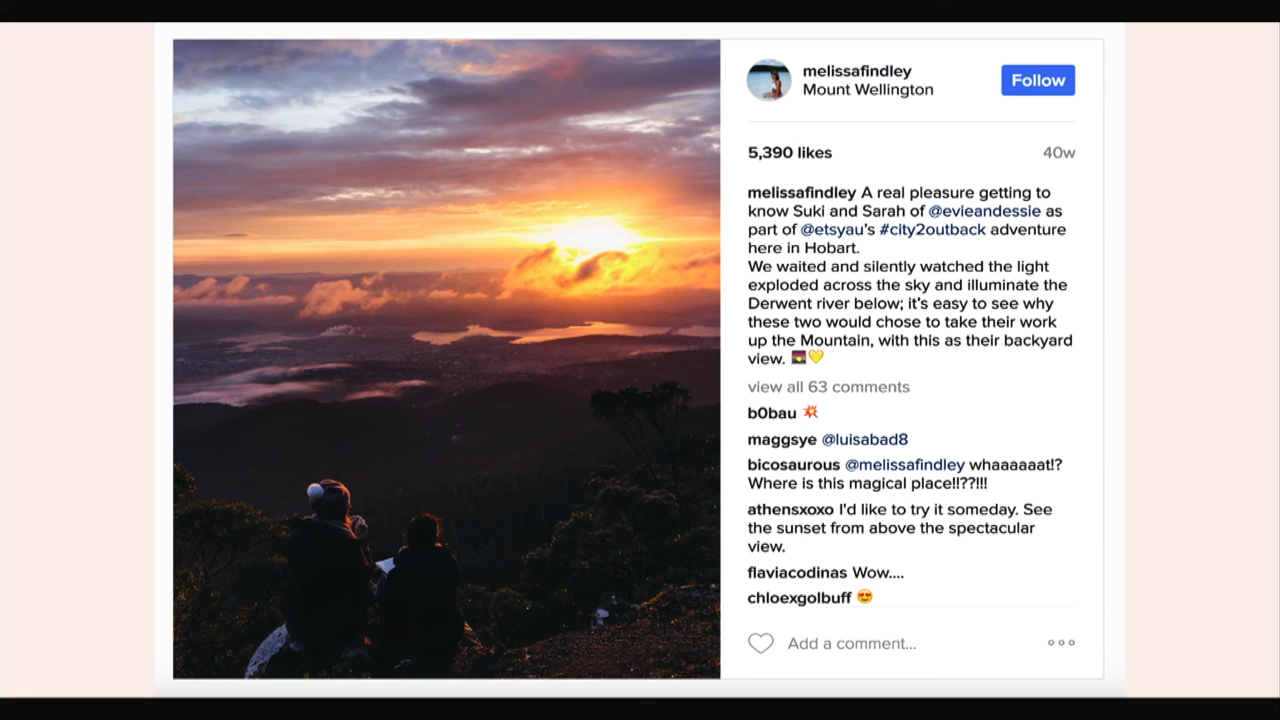 melissafindley
Mount Wellington
Follow
5,390 likes
40w
melissafindley A real pleasure getting to
know Suki and Sarah of @evieandessie as
part of @etsyau's #city2outback adventure
here in Hobart.
We waited and silently watched the light
exploded across the sky and illuminate the
Derwent river below; it's easy to see why
these two would chose to take their work
up the Mountain, with this as their backyard
view. 🌄💛
view all 63 comments
b0bau 💥
maggsye @luisabad8
bicosaurous @melissafindley whaaaaaat!?
Where is this magical place!!??!!!
athensxoxo I'd like to try it someday. See
the sunset from above the spectacular
view.
flaviacodinas Wow....
chloexgolbuff 😍
Add a comment...